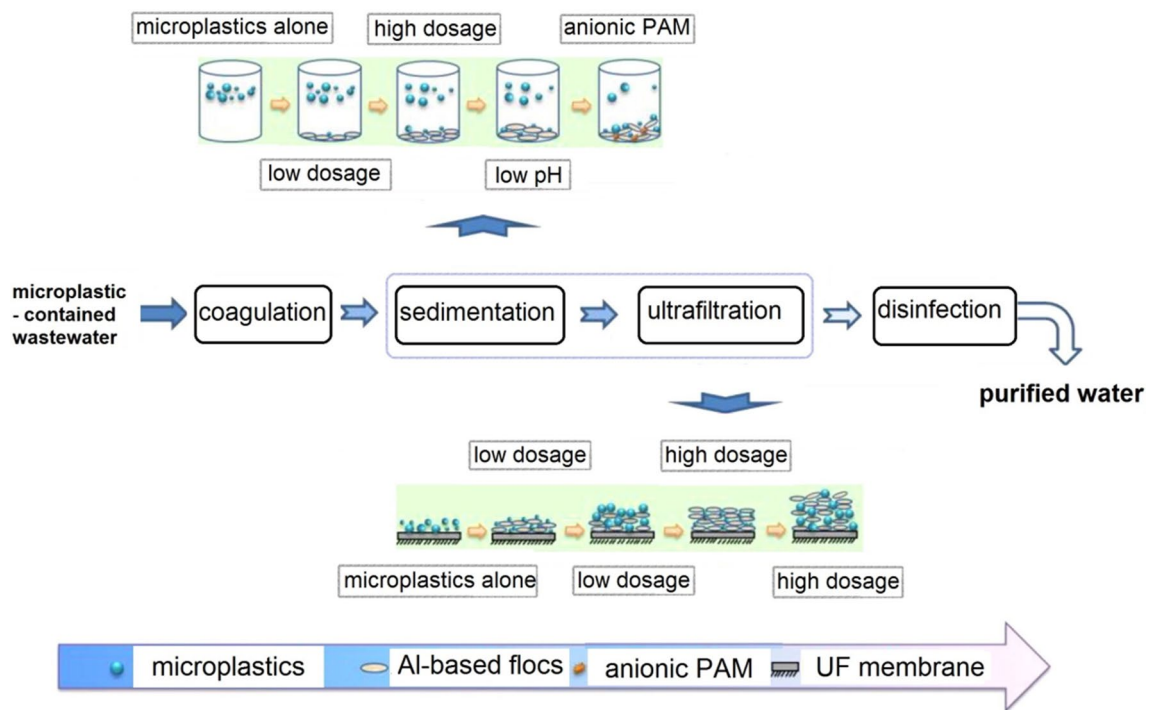 microplastics alone
high dosage
anionic PAM
low dosage
low pH
microplastic
- contained
wastewater
coagulation
sedimentation
ultrafiltration
disinfection
purified water
low dosage
high dosage
microplastics alone
low dosage
high dosage
microplastics
Al-based flocs
anionic PAM
UF membrane